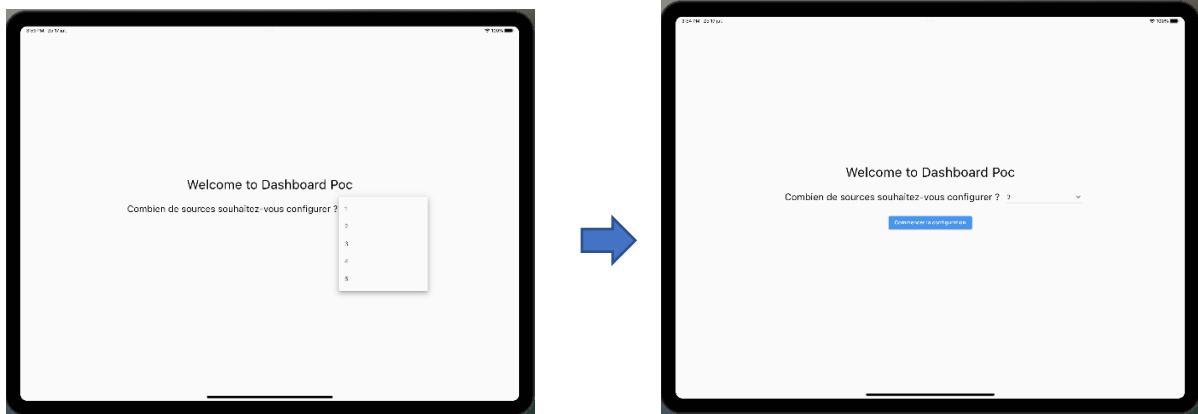 Welcome to Dashboard Poc
Combien de sources souhaitez-vous configurer ?
1
2
3
4
5
100%
Welcome to Dashboard Poc
Combien de sources souhaitez-vous configurer ?
Commencer la configuration